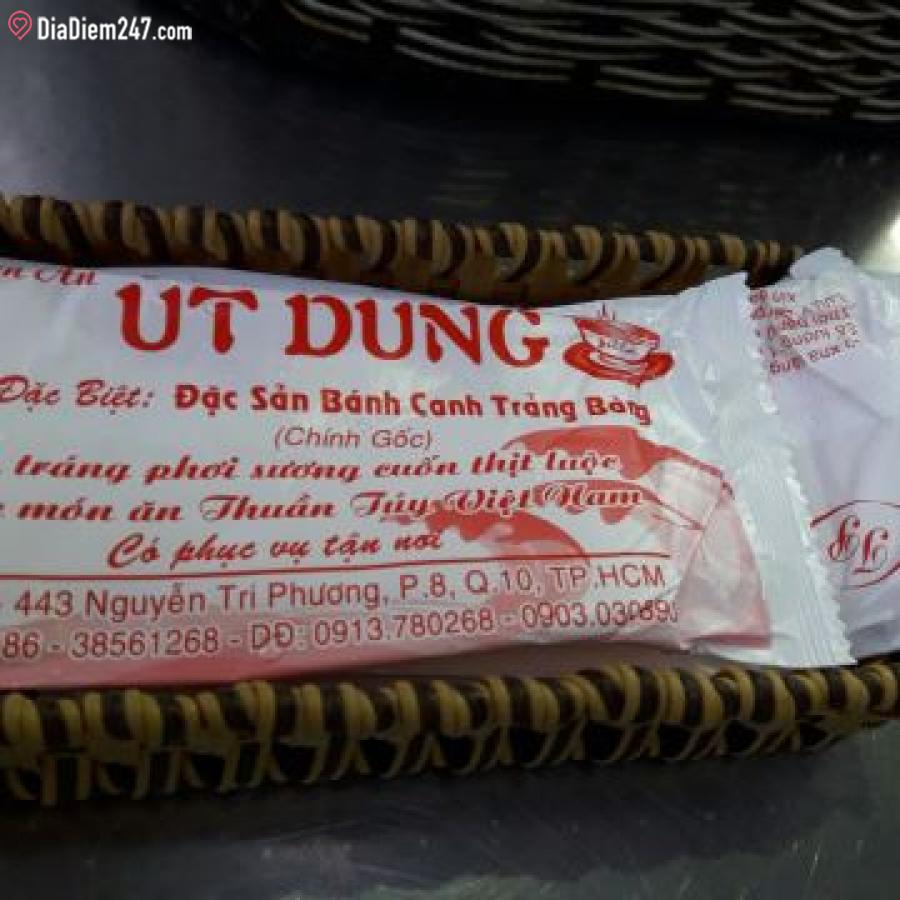 DiaDiem247.com
ÚT DUNG
Đặc Biệt: Đặc Sản Bánh Canh Trảng Bàng
(Chính Gốc)
tráng phơi sương cuốn thịt luộc
món ăn Thuần Túy Việt Nam
Có phục vụ tận nơi
443 Nguyễn Tri Phương, P.8, Q.10, TP.HCM
86 - 38561268 - DĐ: 0913.780268 - 0903.03